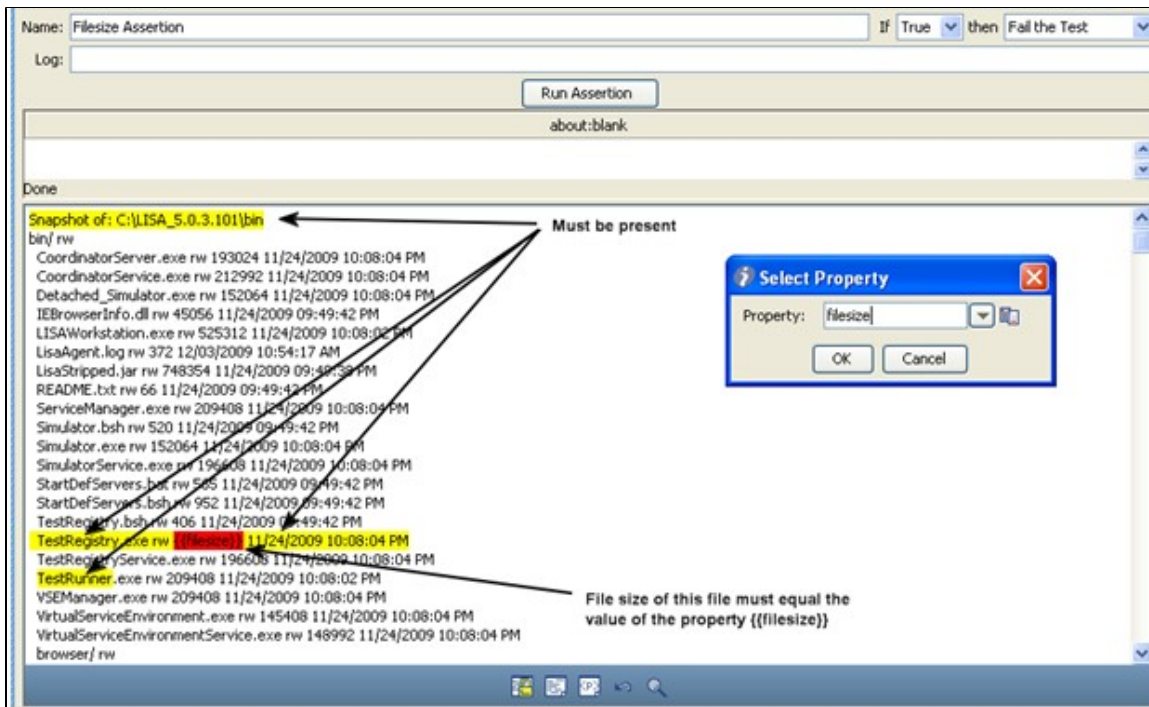 Name: Filesize Assertion If True then Fail the Test
Log:
Run Assertion
about:blank
Done
Snapshot of: C:\LISA_5.0.3.101\bin
Must be present
bin/ rw
CoordinatorServer.exe rw 193024 11/24/2009 10:08:04 PM
CoordinatorService.exe rw 212992 11/24/2009 10:08:04 PM
Detached_Simulator.exe rw 152064 11/24/2009 10:08:04 PM
IEBrowserInfo.dll rw 45056 11/24/2009 09:49:42 PM
LISAWorkstation.exe rw 525312 11/24/2009 10:08:02 PM
LisaAgent.log rw 372 12/03/2009 10:54:17 AM
LisaStripped.jar rw 748354 11/24/2009 09:49:38 PM
README.txt rw 66 11/24/2009 09:49:42 PM
ServiceManager.exe rw 209408 11/24/2009 10:08:04 PM
Simulator.bsh rw 520 11/24/2009 09:49:42 PM
Simulator.exe rw 152064 11/24/2009 10:08:04 PM
SimulatorService.exe rw 196608 11/24/2009 10:08:04 PM
StartDefServers.bat rw 565 11/24/2009 09:49:42 PM
StartDefServers.bsh rw 952 11/24/2009 09:49:42 PM
TestRegistry.bsh rw 406 11/24/2009 09:49:42 PM
TestRegistry.exe rw {{filesize}} 11/24/2009 10:08:04 PM
TestRegistryService.exe rw 196608 11/24/2009 10:08:04 PM
TestRunner.exe rw 209408 11/24/2009 10:08:02 PM
VSEManager.exe rw 209408 11/24/2009 10:08:04 PM
VirtualServiceEnvironment.exe rw 145408 11/24/2009 10:08:04 PM
VirtualServiceEnvironmentService.exe rw 148992 11/24/2009 10:08:04 PM
browser/ rw
Select Property
Property: filesize
OK Cancel
File size of this file must equal the
value of the property {{filesize}}